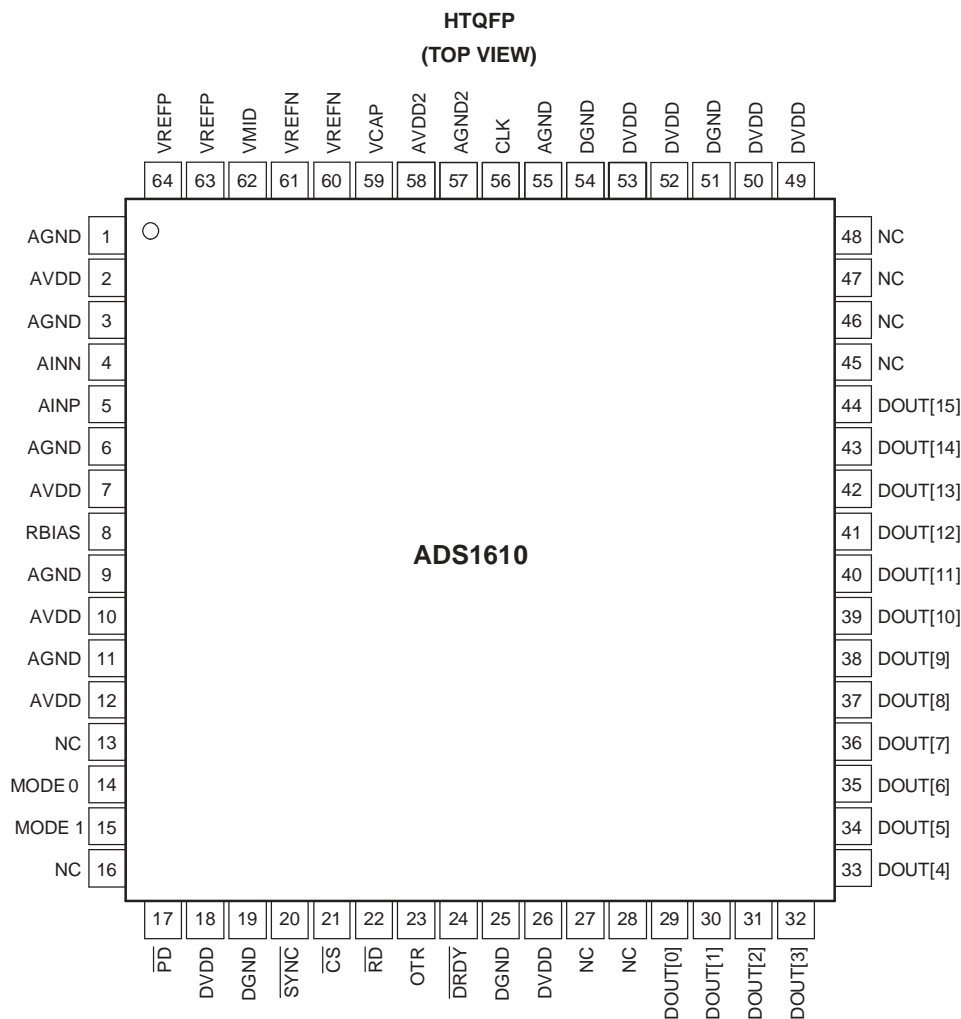 HTQFP
(TOP VIEW)
VREFP VREFP VMID VREFN VREFN VCAP AVDD2 AGND2 CLK AGND DGND DVDD DVDD DGND DVDD DVDD
64 63 62 61 60 59 58 57 56 55 54 53 52 51 50 49
AGND 1 48 NC
AVDD 2 47 NC
AGND 3 46 NC
AINN 4 45 NC
AINP 5 44 DOUT[15]
AGND 6 43 DOUT[14]
AVDD 7 42 DOUT[13]
RBIAS 8 41 DOUT[12]
ADS1610
AGND 9 40 DOUT[11]
AVDD 10 39 DOUT[10]
AGND 11 38 DOUT[9]
AVDD 12 37 DOUT[8]
NC 13 36 DOUT[7]
MODE 0 14 35 DOUT[6]
MODE 1 15 34 DOUT[5]
NC 16 33 DOUT[4]
17 18 19 20 21 22 23 24 25 26 27 28 29 30 31 32
P̅D̅ DVDD DGND S̅Y̅N̅C̅ C̅S̅ R̅D̅ OTR D̅R̅D̅Y̅ DGND DVDD NC NC DOUT[0] DOUT[1] DOUT[2] DOUT[3]